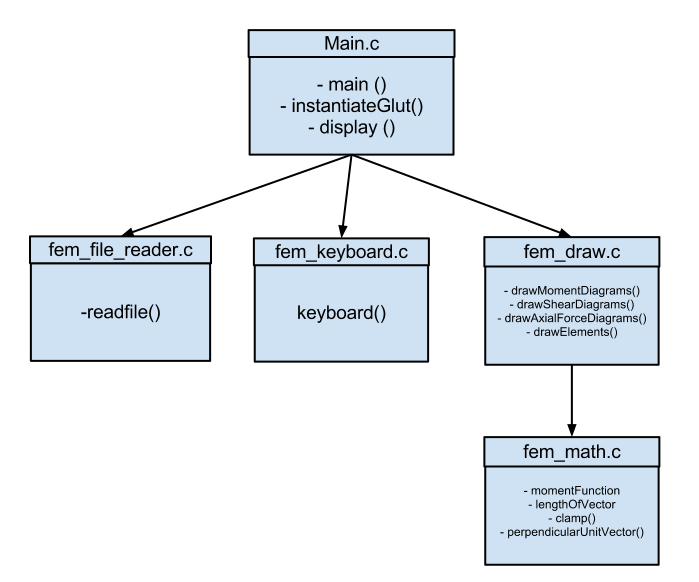 Main.c
- main ()
- instantiateGlut()
- display ()
fem_file_reader.c
-readfile()
fem_keyboard.c
keyboard()
fem_draw.c
- drawMomentDiagrams()
- drawShearDiagrams()
- drawAxialForceDiagrams()
- drawElements()
fem_math.c
- momentFunction
- lengthOfVector
- clamp()
- perpendicularUnitVector()